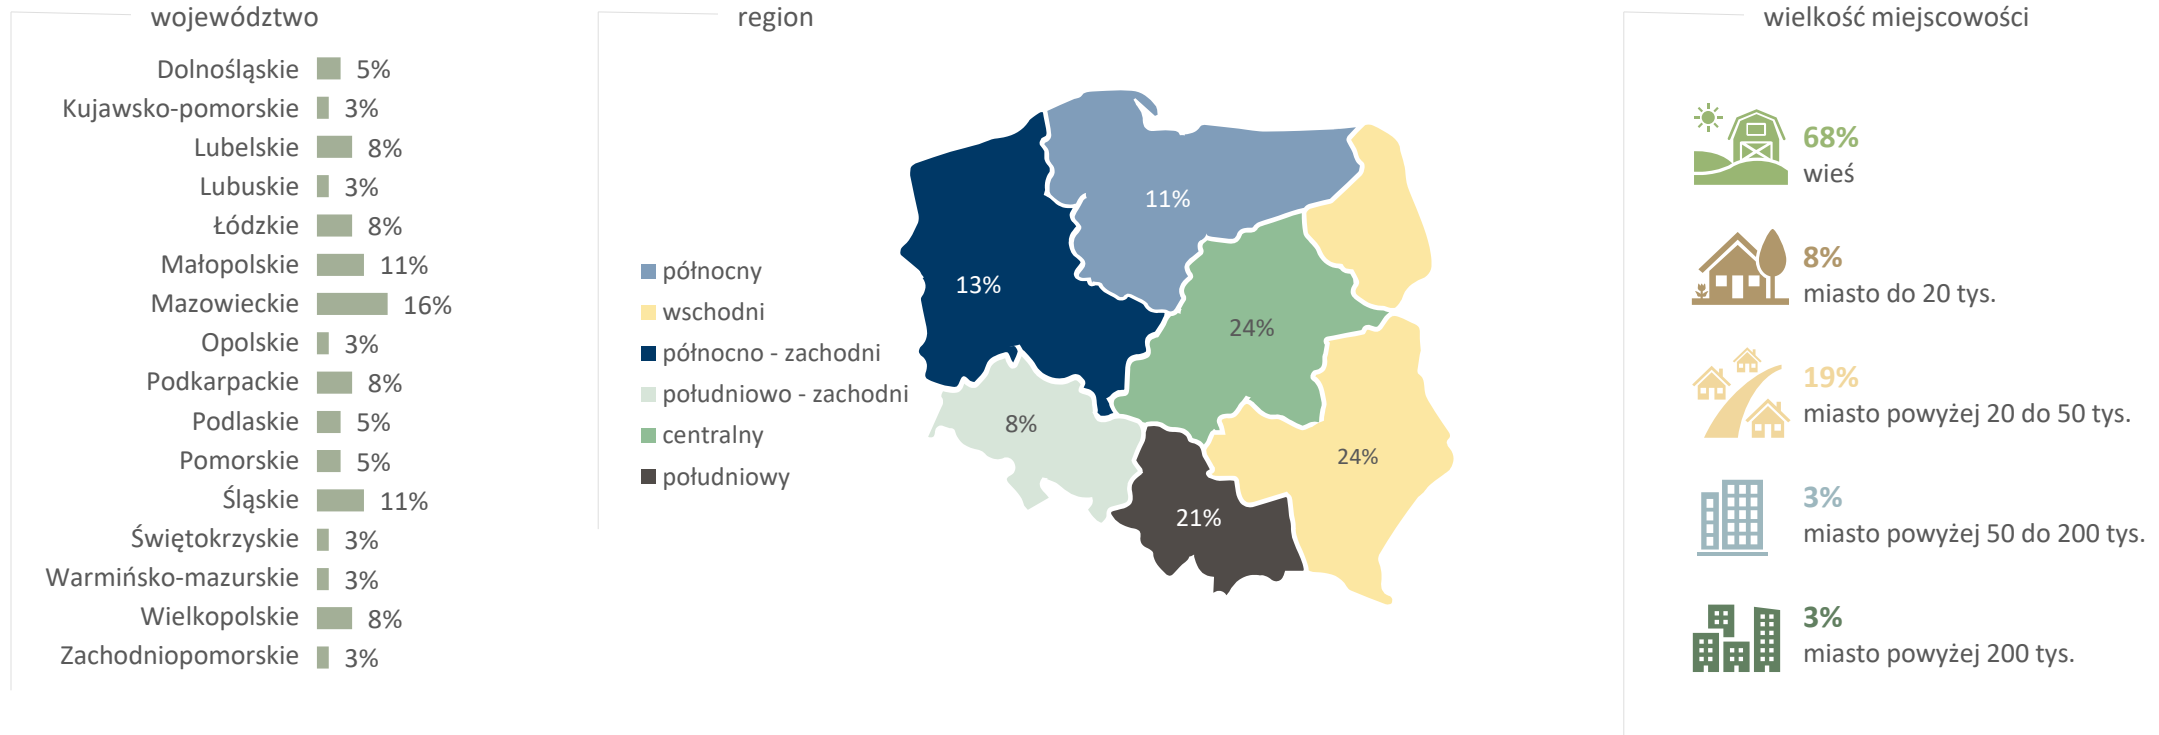 województwo
Dolnośląskie 5%
Kujawsko-pomorskie 3%
Lubelskie 8%
Lubuskie 3%
Łódzkie 8%
Małopolskie 11%
Mazowieckie 16%
Opolskie 3%
Podkarpackie 8%
Podlaskie 5%
Pomorskie 5%
Śląskie 11%
Świętokrzyskie 3%
Warmińsko-mazurskie 3%
Wielkopolskie 8%
Zachodniopomorskie 3%
region
północny
wschodni
północno - zachodni
południowo - zachodni
centralny
południowy
11%
13%
24%
8%
24%
21%
wielkość miejscowości
68%
wieś
8%
miasto do 20 tys.
19%
miasto powyżej 20 do 50 tys.
3%
miasto powyżej 50 do 200 tys.
3%
miasto powyżej 200 tys.